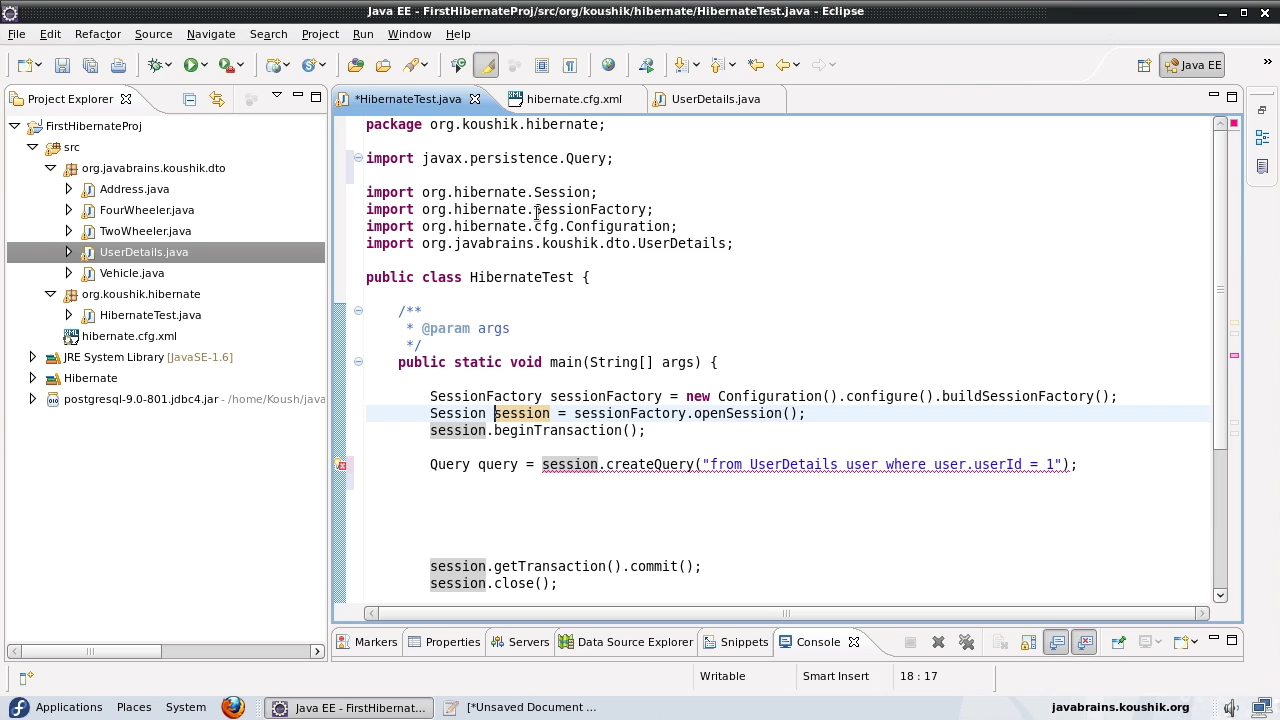 Java EE - FirstHibernateProj/src/org/koushik/hibernate/HibernateTest.java - Eclipse
File Edit Refactor Source Navigate Search Project Run Window Help
Java EE
Project Explorer
*HibernateTest.java hibernate.cfg.xml UserDetails.java
FirstHibernateProj
src
org.javabrains.koushik.dto
Address.java
FourWheeler.java
TwoWheeler.java
UserDetails.java
Vehicle.java
org.koushik.hibernate
HibernateTest.java
hibernate.cfg.xml
JRE System Library [JavaSE-1.6]
Hibernate
postgresql-9.0-801.jdbc4.jar - /home/Koush/java
package org.koushik.hibernate;
import javax.persistence.Query;
import org.hibernate.Session;
import org.hibernate.SessionFactory;
import org.hibernate.cfg.Configuration;
import org.javabrains.koushik.dto.UserDetails;
public class HibernateTest {
/**
* @param args
*/
public static void main(String[] args) {
SessionFactory sessionFactory = new Configuration().configure().buildSessionFactory();
Session session = sessionFactory.openSession();
session.beginTransaction();
Query query = session.createQuery("from UserDetails user where user.userId = 1");
session.getTransaction().commit();
session.close();
Markers Properties Servers Data Source Explorer Snippets Console
Writable Smart Insert 18 : 17
Applications Places System Java EE - FirstHibernat... [*Unsaved Document ... javabrains.koushik.org